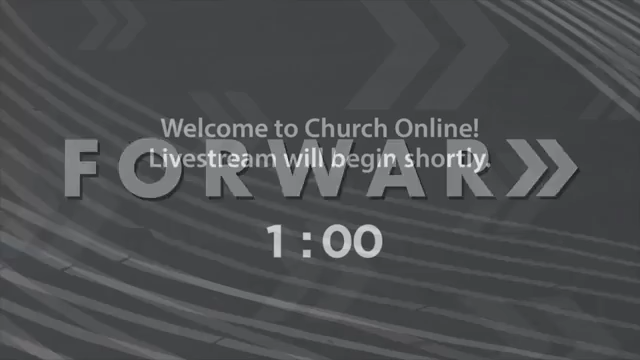 Welcome to Church Online!
Livestream will begin shortly.
FORWAR
1:00